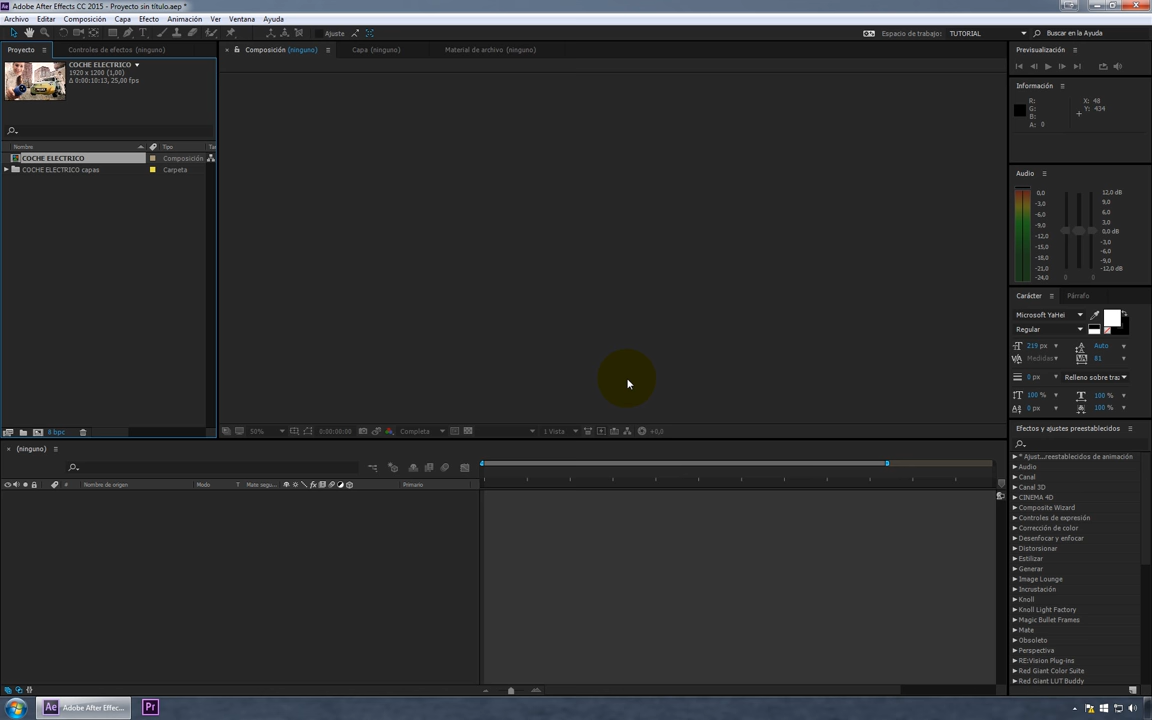 Adobe After Effects CC 2015 - Proyecto sin título.aep *
Archivo Editar Composición Capa Efecto Animación Ver Ventana Ayuda
Ajuste
Espacio de trabajo: TUTORIAL
Buscar en la Ayuda
Proyecto
Controles de efectos (ninguno)
COCHE ELECTRICO
1920 x 1200 (1,00)
Δ 0:00:10:13, 25,00 fps
Nombre Tipo
COCHE ELECTRICO Composición
COCHE ELECTRICO capas Carpeta
8 bpc
Composición (ninguno)
Capa (ninguno)
Material de archivo (ninguno)
50%
0:00:00:00
Completa
1 Vista
+0,0
Previsualización
Información
R:
G:
B:
A: 0
X: 48
Y: 434
Audio
0,0
-3,0
-6,0
-9,0
-12,0
-15,0
-18,0
-21,0
-24,0
0 0
12,0 dB
9,0
6,0
3,0
0,0 dB
-3,0
-6,0
-9,0
-12,0 dB
Carácter Párrafo
Microsoft YaHei
Regular
219 px Auto
Medidas 81
0 px Relleno sobre traz
100 % 100 %
0 px 100 %
Efectos y ajustes preestablecidos
* Ajust...reestablecidos de animación
Audio
Canal
Canal 3D
CINEMA 4D
Composite Wizard
Controles de expresión
Corrección de color
Desenfocar y enfocar
Distorsionar
Estilizar
Generar
Image Lounge
Incrustación
Knoll
Knoll Light Factory
Magic Bullet Frames
Mate
Obsoleto
Perspectiva
RE:Vision Plug-ins
Red Giant Color Suite
Red Giant LUT Buddy
(ninguno)
Nombre de origen Modo T Mate segu... Primario
Ae Adobe After Effec...
Pr